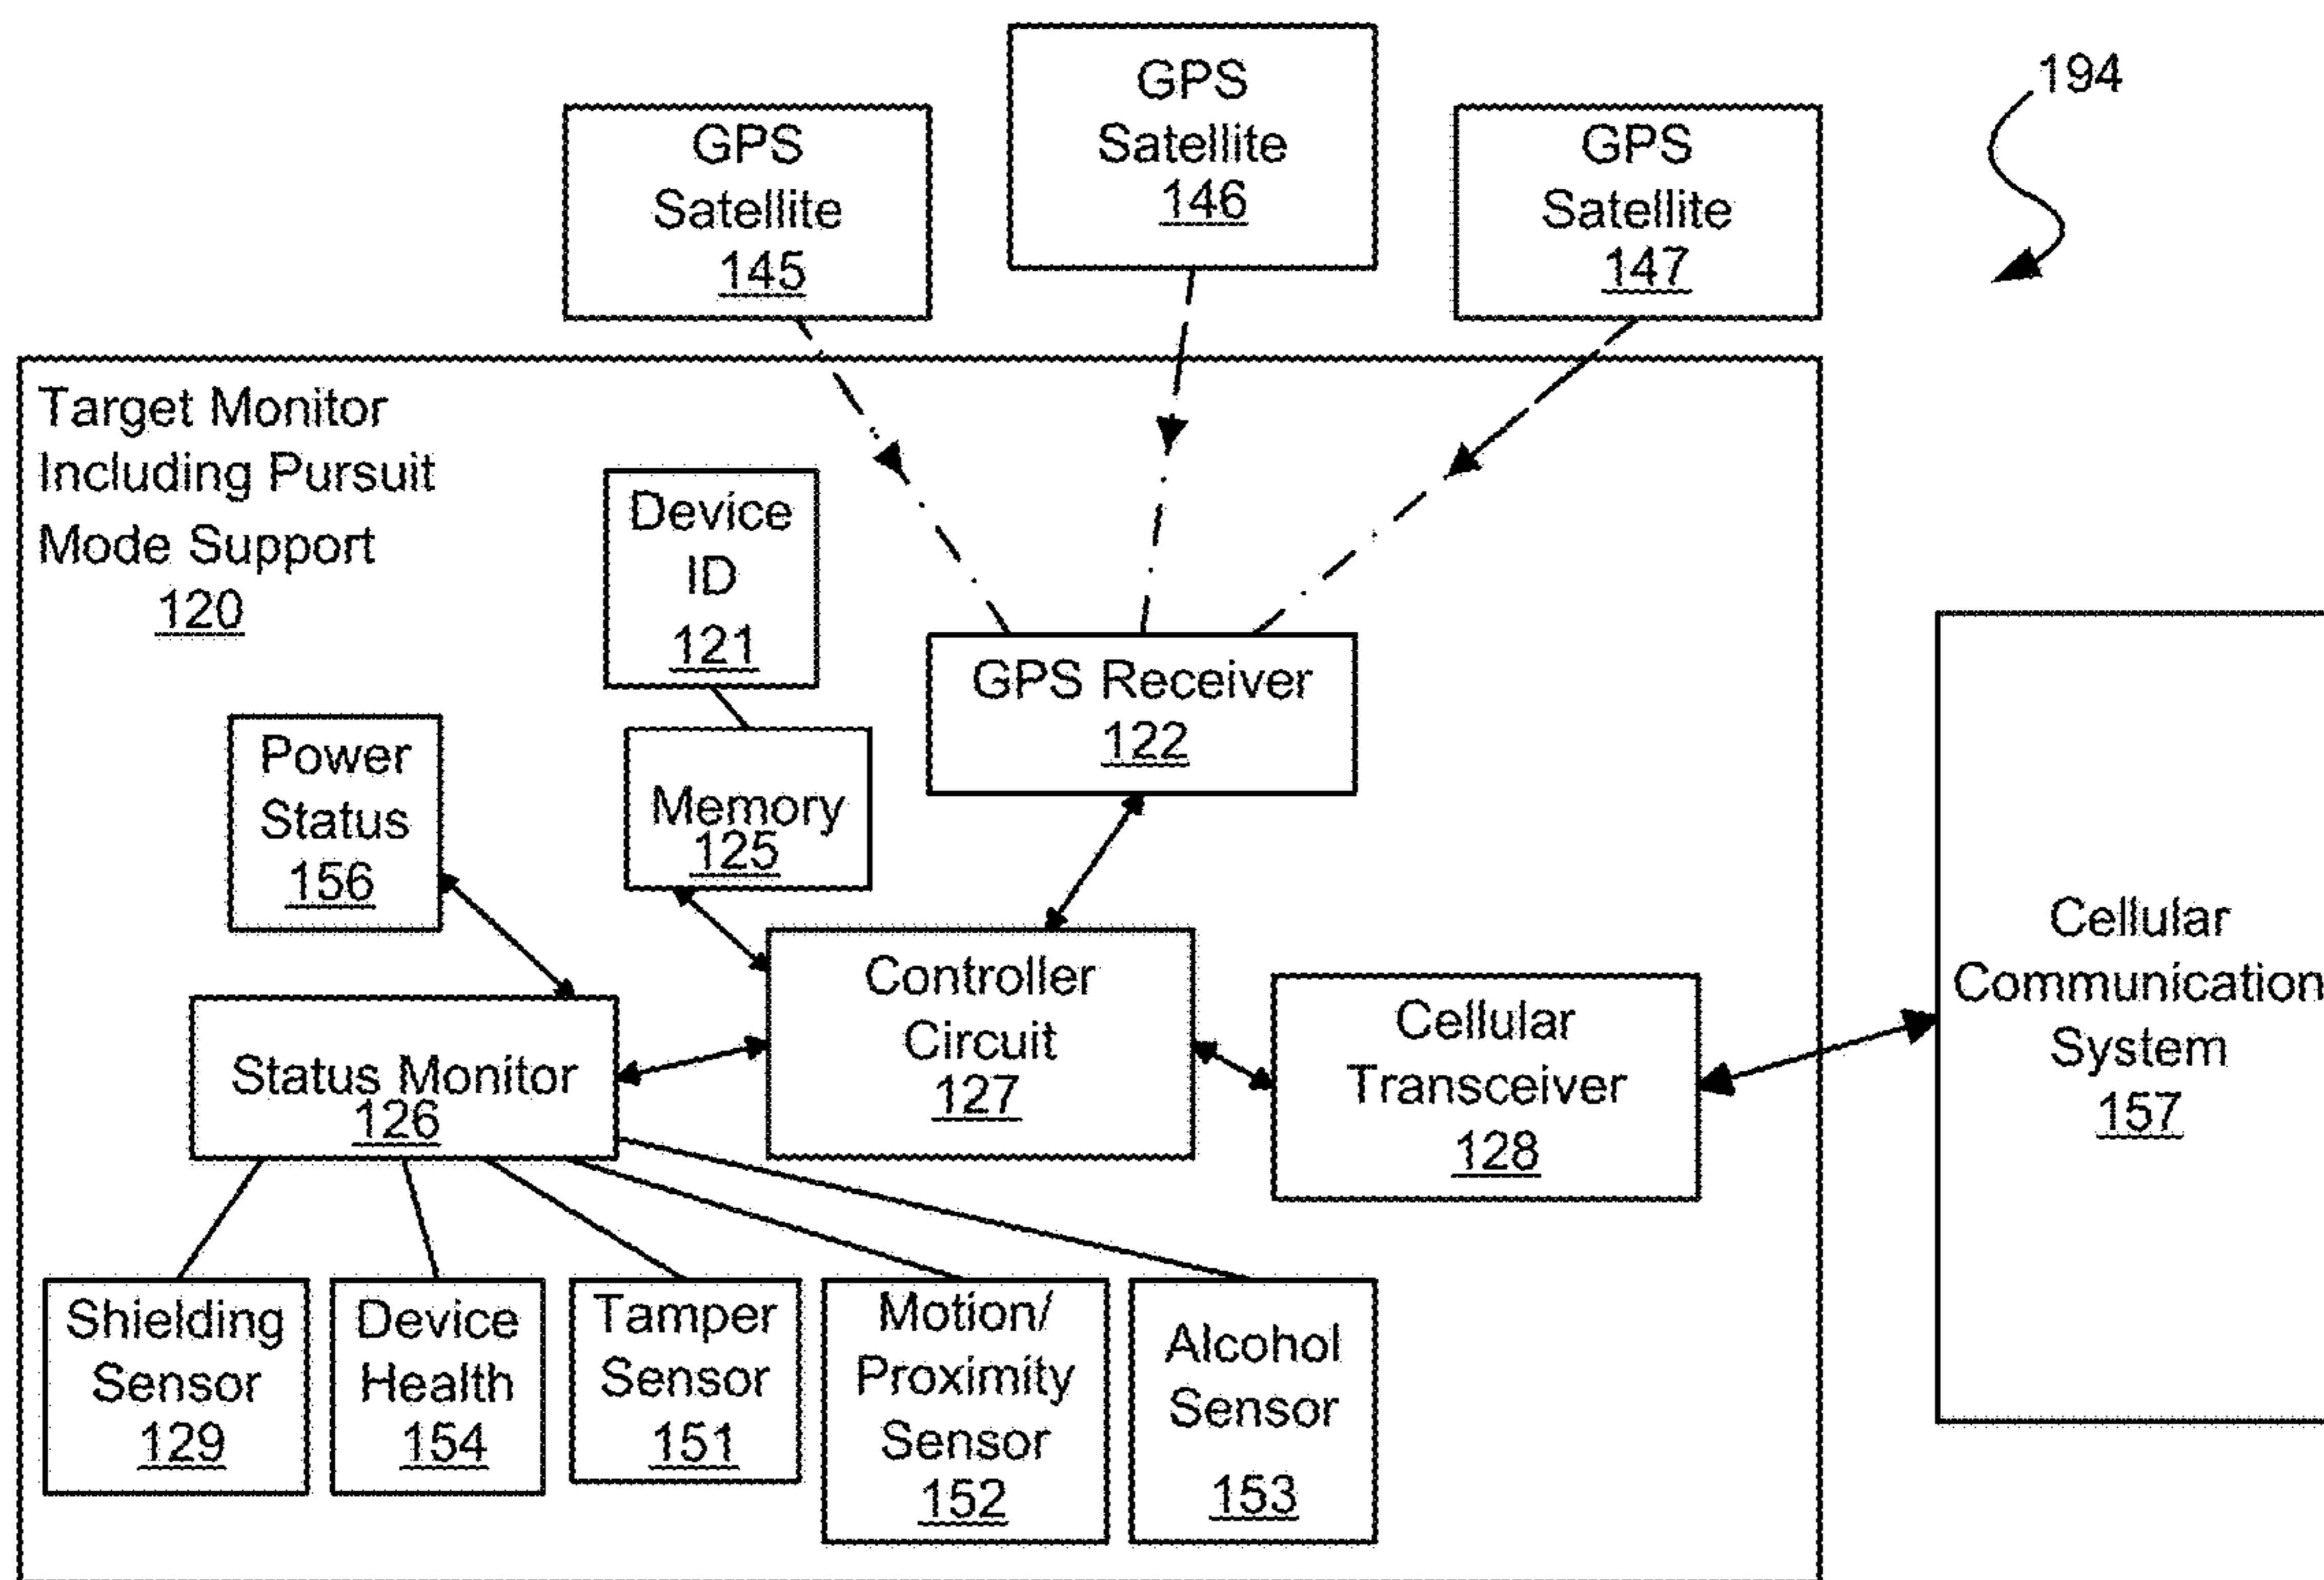 GPS
Satellite
145
GPS
Satellite
146
GPS
Satellite
147
194
Target Monitor
Including Pursuit
Mode Support
120
Device
ID
121
GPS Receiver
122
Power
Status
156
Memory
125
Controller
Circuit
127
Cellular
Transceiver
128
Cellular
Communication
System
157
Status Monitor
126
Shielding
Sensor
129
Device
Health
154
Tamper
Sensor
151
Motion/
Proximity
Sensor
152
Alcohol
Sensor
153